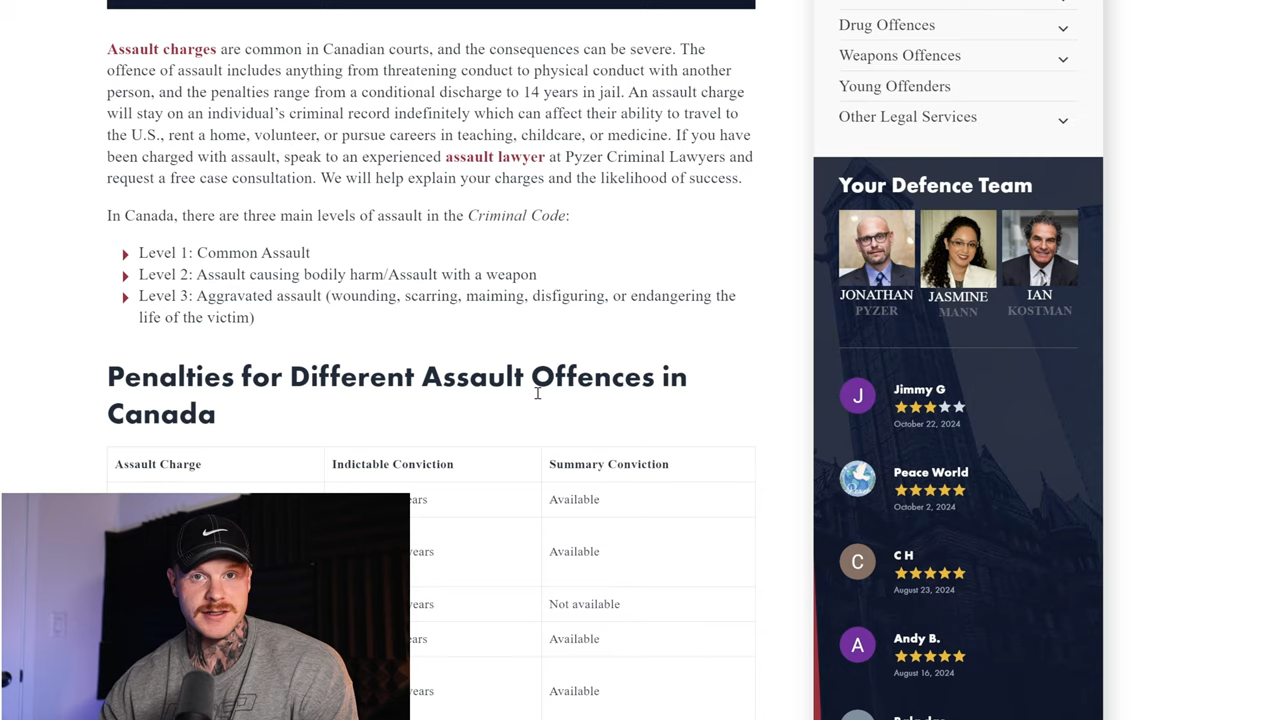 Assault charges are common in Canadian courts, and the consequences can be severe. The
offence of assault includes anything from threatening conduct to physical conduct with another
person, and the penalties range from a conditional discharge to 14 years in jail. An assault charge
will stay on an individual’s criminal record indefinitely which can affect their ability to travel to
the U.S., rent a home, volunteer, or pursue careers in teaching, childcare, or medicine. If you have
been charged with assault, speak to an experienced assault lawyer at Pyzer Criminal Lawyers and
request a free case consultation. We will help explain your charges and the likelihood of success.
In Canada, there are three main levels of assault in the Criminal Code:
Level 1: Common Assault
Level 2: Assault causing bodily harm/Assault with a weapon
Level 3: Aggravated assault (wounding, scarring, maiming, disfiguring, or endangering the
life of the victim)
Penalties for Different Assault Offences in
Canada
Assault Charge Indictable Conviction Summary Conviction
Available
years Available
years Not available
Available
years Available
Drug Offences
Weapons Offences
Young Offenders
Other Legal Services
Your Defence Team
JONATHAN JASMINE IAN
PYZER MANN KOSTMAN
J
Jimmy G
October 22, 2024
Peace World
October 2, 2024
C
C H
August 23, 2024
A
Andy B.
August 16, 2024